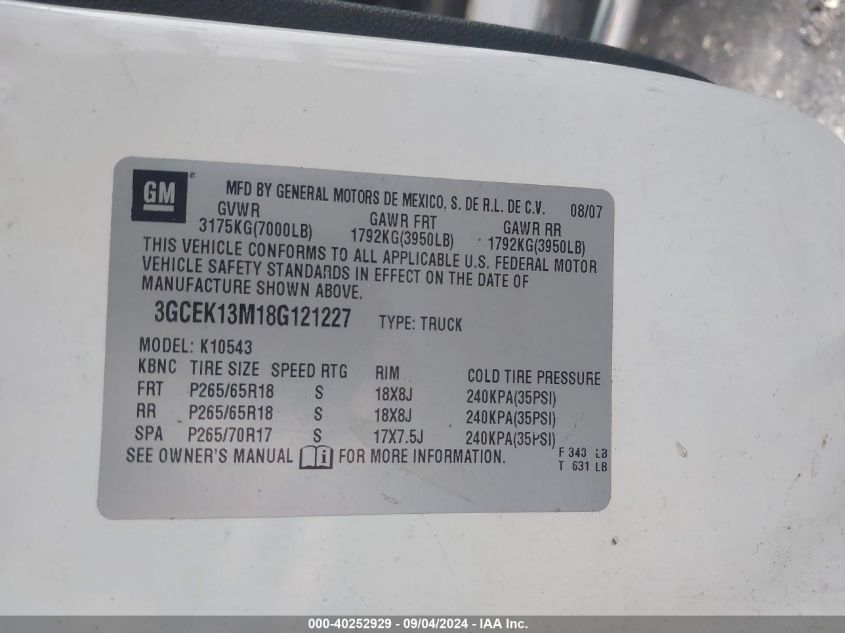 GM ®
MFD BY GENERAL MOTORS DE MEXICO, S. DE R.L. DE C.V. 08/07
GVWR GAWR FRT GAWR RR
3175KG(7000LB) 1792KG(3950LB) 1792KG(3950LB)
THIS VEHICLE CONFORMS TO ALL APPLICABLE U.S. FEDERAL MOTOR
VEHICLE SAFETY STANDARDS IN EFFECT ON THE DATE OF
MANUFACTURE SHOWN ABOVE.
3GCEK13M18G121227 TYPE: TRUCK
MODEL: K10543
KBNC TIRE SIZE SPEED RTG RIM COLD TIRE PRESSURE
FRT P265/65R18 S 18X8J 240KPA(35PSI)
RR P265/65R18 S 18X8J 240KPA(35PSI)
SPA P265/70R17 S 17X7.5J 240KPA(35PSI)
SEE OWNER'S MANUAL i FOR MORE INFORMATION.
F 343 LB
T 631 LB
000-40252929 - 09/04/2024 - IAA Inc.